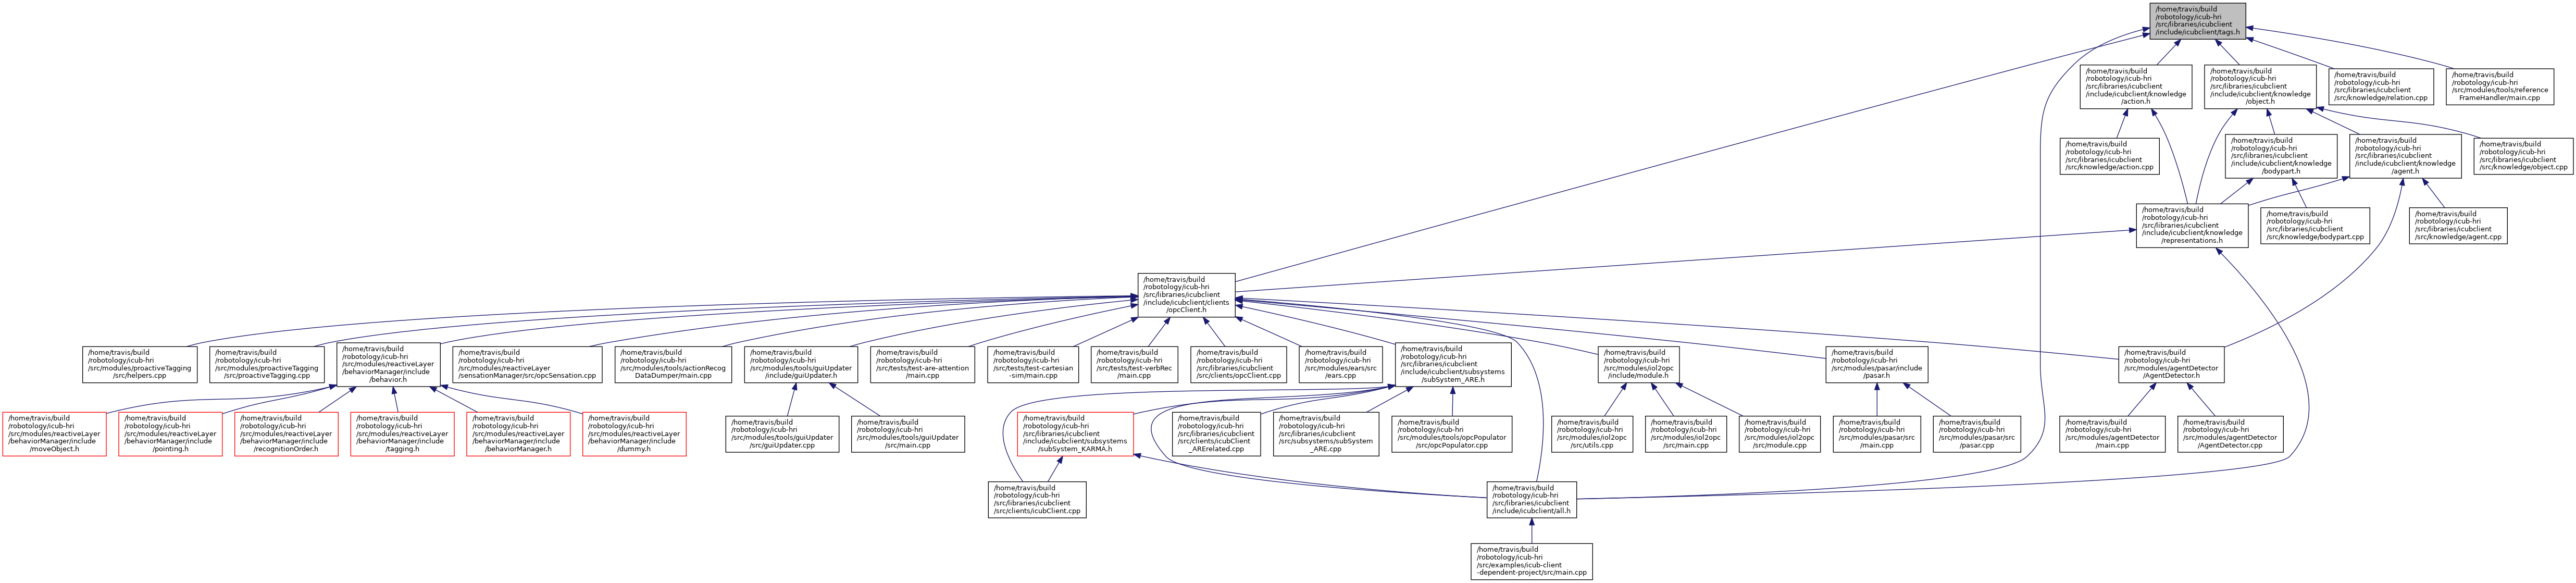 /home/travis/build
/robotology/icub-hri
/src/libraries/icubclient
/include/icubclient/tags.h
/home/travis/build
/robotology/icub-hri
/src/libraries/icubclient
/include/icubclient/knowledge
/action.h
/home/travis/build
/robotology/icub-hri
/src/libraries/icubclient
/include/icubclient/knowledge
/object.h
/home/travis/build
/robotology/icub-hri
/src/libraries/icubclient
/src/knowledge/relation.cpp
/home/travis/build
/robotology/icub-hri
/src/modules/tools/reference
FrameHandler/main.cpp
/home/travis/build
/robotology/icub-hri
/src/libraries/icubclient
/src/knowledge/action.cpp
/home/travis/build
/robotology/icub-hri
/src/libraries/icubclient
/include/icubclient/knowledge
/bodypart.h
/home/travis/build
/robotology/icub-hri
/src/libraries/icubclient
/include/icubclient/knowledge
/agent.h
/home/travis/build
/robotology/icub-hri
/src/libraries/icubclient
/src/knowledge/object.cpp
/home/travis/build
/robotology/icub-hri
/src/libraries/icubclient
/include/icubclient/knowledge
/representations.h
/home/travis/build
/robotology/icub-hri
/src/libraries/icubclient
/src/knowledge/bodypart.cpp
/home/travis/build
/robotology/icub-hri
/src/libraries/icubclient
/src/knowledge/agent.cpp
/home/travis/build
/robotology/icub-hri
/src/libraries/icubclient
/include/icubclient/clients
/opcClient.h
/home/travis/build
/robotology/icub-hri
/src/modules/proactiveTagging
/src/helpers.cpp
/home/travis/build
/robotology/icub-hri
/src/modules/proactiveTagging
/src/proactiveTagging.cpp
/home/travis/build
/robotology/icub-hri
/src/modules/reactiveLayer
/behaviorManager/include
/behavior.h
/home/travis/build
/robotology/icub-hri
/src/modules/reactiveLayer
/sensationManager/src/opcSensation.cpp
/home/travis/build
/robotology/icub-hri
/src/modules/tools/actionRecog
DataDumper/main.cpp
/home/travis/build
/robotology/icub-hri
/src/modules/tools/guiUpdater
/include/guiUpdater.h
/home/travis/build
/robotology/icub-hri
/src/tests/test-are-attention
/main.cpp
/home/travis/build
/robotology/icub-hri
/src/tests/test-cartesian
-sim/main.cpp
/home/travis/build
/robotology/icub-hri
/src/tests/test-verbRec
/main.cpp
/home/travis/build
/robotology/icub-hri
/src/libraries/icubclient
/src/clients/opcClient.cpp
/home/travis/build
/robotology/icub-hri
/src/modules/ears/src
/ears.cpp
/home/travis/build
/robotology/icub-hri
/src/libraries/icubclient
/include/icubclient/subsystems
/subSystem_ARE.h
/home/travis/build
/robotology/icub-hri
/src/modules/iol2opc
/include/module.h
/home/travis/build
/robotology/icub-hri
/src/modules/pasar/include
/pasar.h
/home/travis/build
/robotology/icub-hri
/src/modules/agentDetector
/AgentDetector.h
/home/travis/build
/robotology/icub-hri
/src/modules/reactiveLayer
/behaviorManager/include
/moveObject.h
/home/travis/build
/robotology/icub-hri
/src/modules/reactiveLayer
/behaviorManager/include
/pointing.h
/home/travis/build
/robotology/icub-hri
/src/modules/reactiveLayer
/behaviorManager/include
/recognitionOrder.h
/home/travis/build
/robotology/icub-hri
/src/modules/reactiveLayer
/behaviorManager/include
/tagging.h
/home/travis/build
/robotology/icub-hri
/src/modules/reactiveLayer
/behaviorManager/include
/behaviorManager.h
/home/travis/build
/robotology/icub-hri
/src/modules/reactiveLayer
/behaviorManager/include
/dummy.h
/home/travis/build
/robotology/icub-hri
/src/modules/tools/guiUpdater
/src/guiUpdater.cpp
/home/travis/build
/robotology/icub-hri
/src/modules/tools/guiUpdater
/src/main.cpp
/home/travis/build
/robotology/icub-hri
/src/libraries/icubclient
/include/icubclient/subsystems
/subSystem_KARMA.h
/home/travis/build
/robotology/icub-hri
/src/libraries/icubclient
/src/clients/icubClient
_ARErelated.cpp
/home/travis/build
/robotology/icub-hri
/src/libraries/icubclient
/src/subsystems/subSystem
_ARE.cpp
/home/travis/build
/robotology/icub-hri
/src/modules/tools/opcPopulator
/src/opcPopulator.cpp
/home/travis/build
/robotology/icub-hri
/src/modules/iol2opc
/src/utils.cpp
/home/travis/build
/robotology/icub-hri
/src/modules/iol2opc
/src/main.cpp
/home/travis/build
/robotology/icub-hri
/src/modules/iol2opc
/src/module.cpp
/home/travis/build
/robotology/icub-hri
/src/modules/pasar/src
/main.cpp
/home/travis/build
/robotology/icub-hri
/src/modules/pasar/src
/pasar.cpp
/home/travis/build
/robotology/icub-hri
/src/modules/agentDetector
/main.cpp
/home/travis/build
/robotology/icub-hri
/src/modules/agentDetector
/AgentDetector.cpp
/home/travis/build
/robotology/icub-hri
/src/libraries/icubclient
/src/clients/icubClient.cpp
/home/travis/build
/robotology/icub-hri
/src/libraries/icubclient
/include/icubclient/all.h
/home/travis/build
/robotology/icub-hri
/src/examples/icub-client
-dependent-project/src/main.cpp